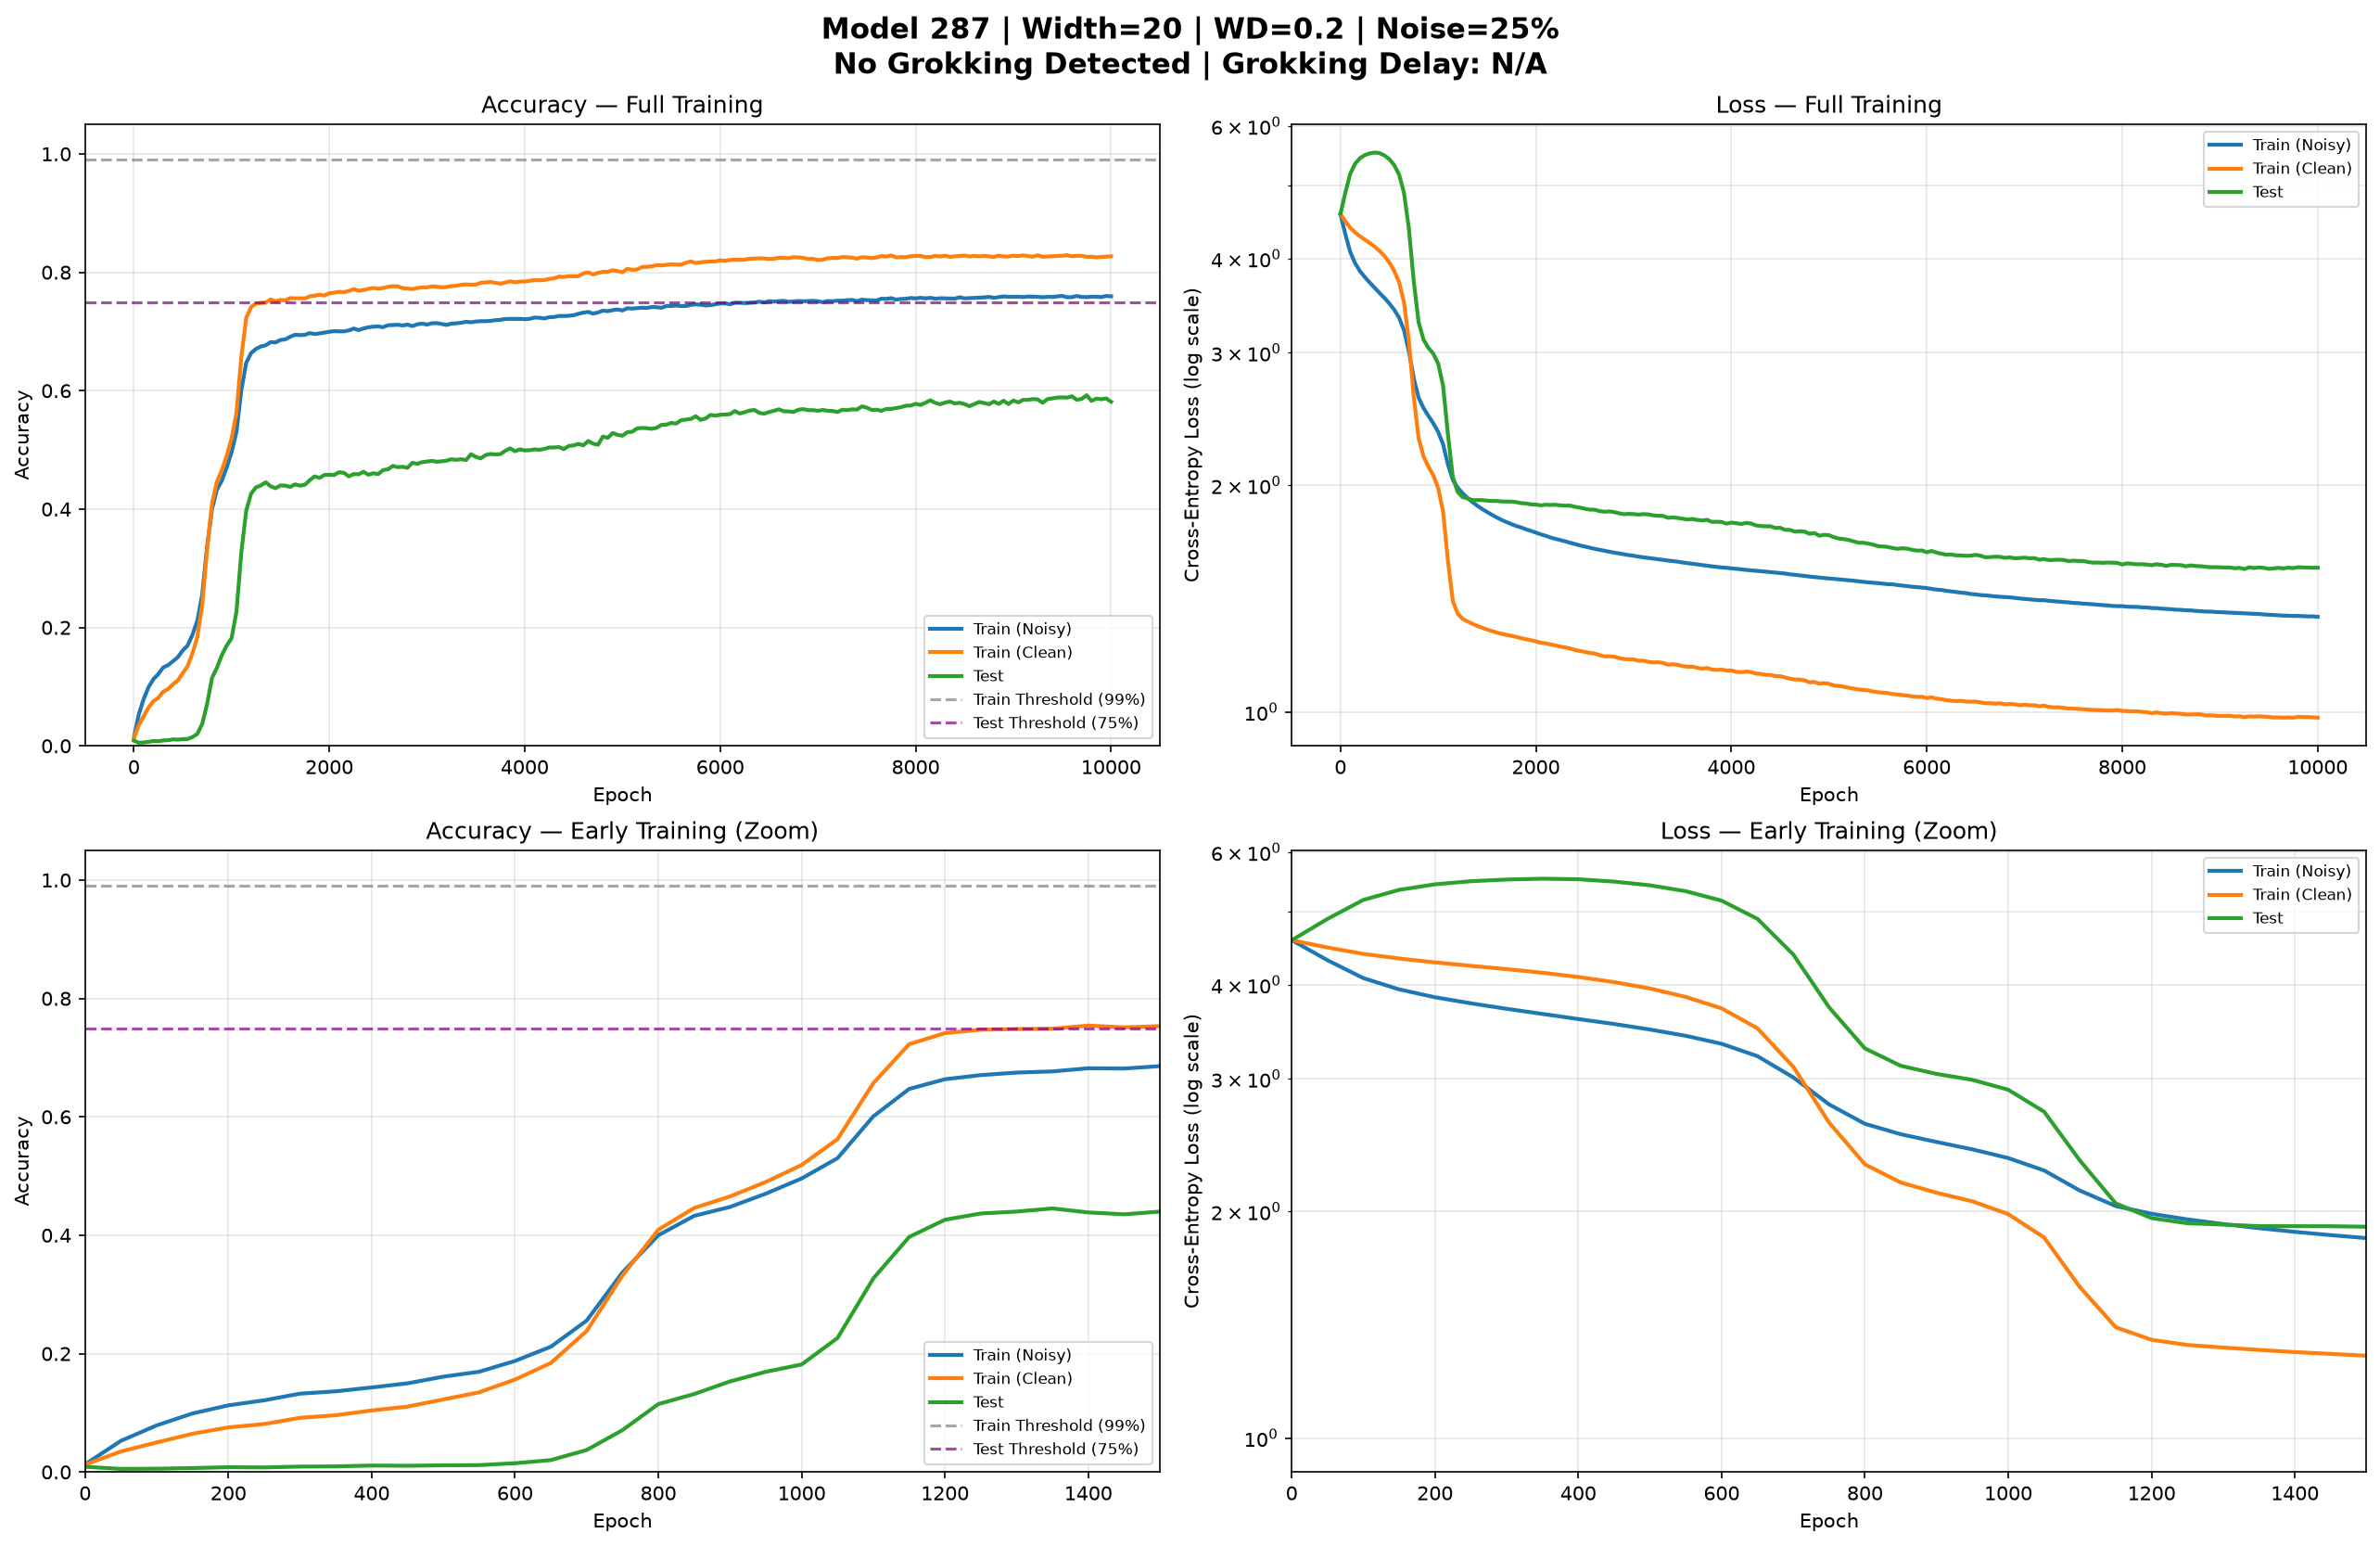 Model 287 | Width=20 | WD=0.2 | Noise=25%
No Grokking Detected | Grokking Delay: N/A
Accuracy — Full Training
1.0
0.8
0.6
0.4
0.2
0.0
Accuracy
0 2000 4000 6000 8000 10000
Epoch
Train (Noisy)
Train (Clean)
Test
Train Threshold (99%)
Test Threshold (75%)
Loss — Full Training
6 × 10⁰
4 × 10⁰
3 × 10⁰
2 × 10⁰
10⁰
Cross-Entropy Loss (log scale)
0 2000 4000 6000 8000 10000
Epoch
Train (Noisy)
Train (Clean)
Test
Accuracy — Early Training (Zoom)
1.0
0.8
0.6
0.4
0.2
0.0
Accuracy
0 200 400 600 800 1000 1200 1400
Epoch
Train (Noisy)
Train (Clean)
Test
Train Threshold (99%)
Test Threshold (75%)
Loss — Early Training (Zoom)
6 × 10⁰
4 × 10⁰
3 × 10⁰
2 × 10⁰
10⁰
Cross-Entropy Loss (log scale)
0 200 400 600 800 1000 1200 1400
Epoch
Train (Noisy)
Train (Clean)
Test